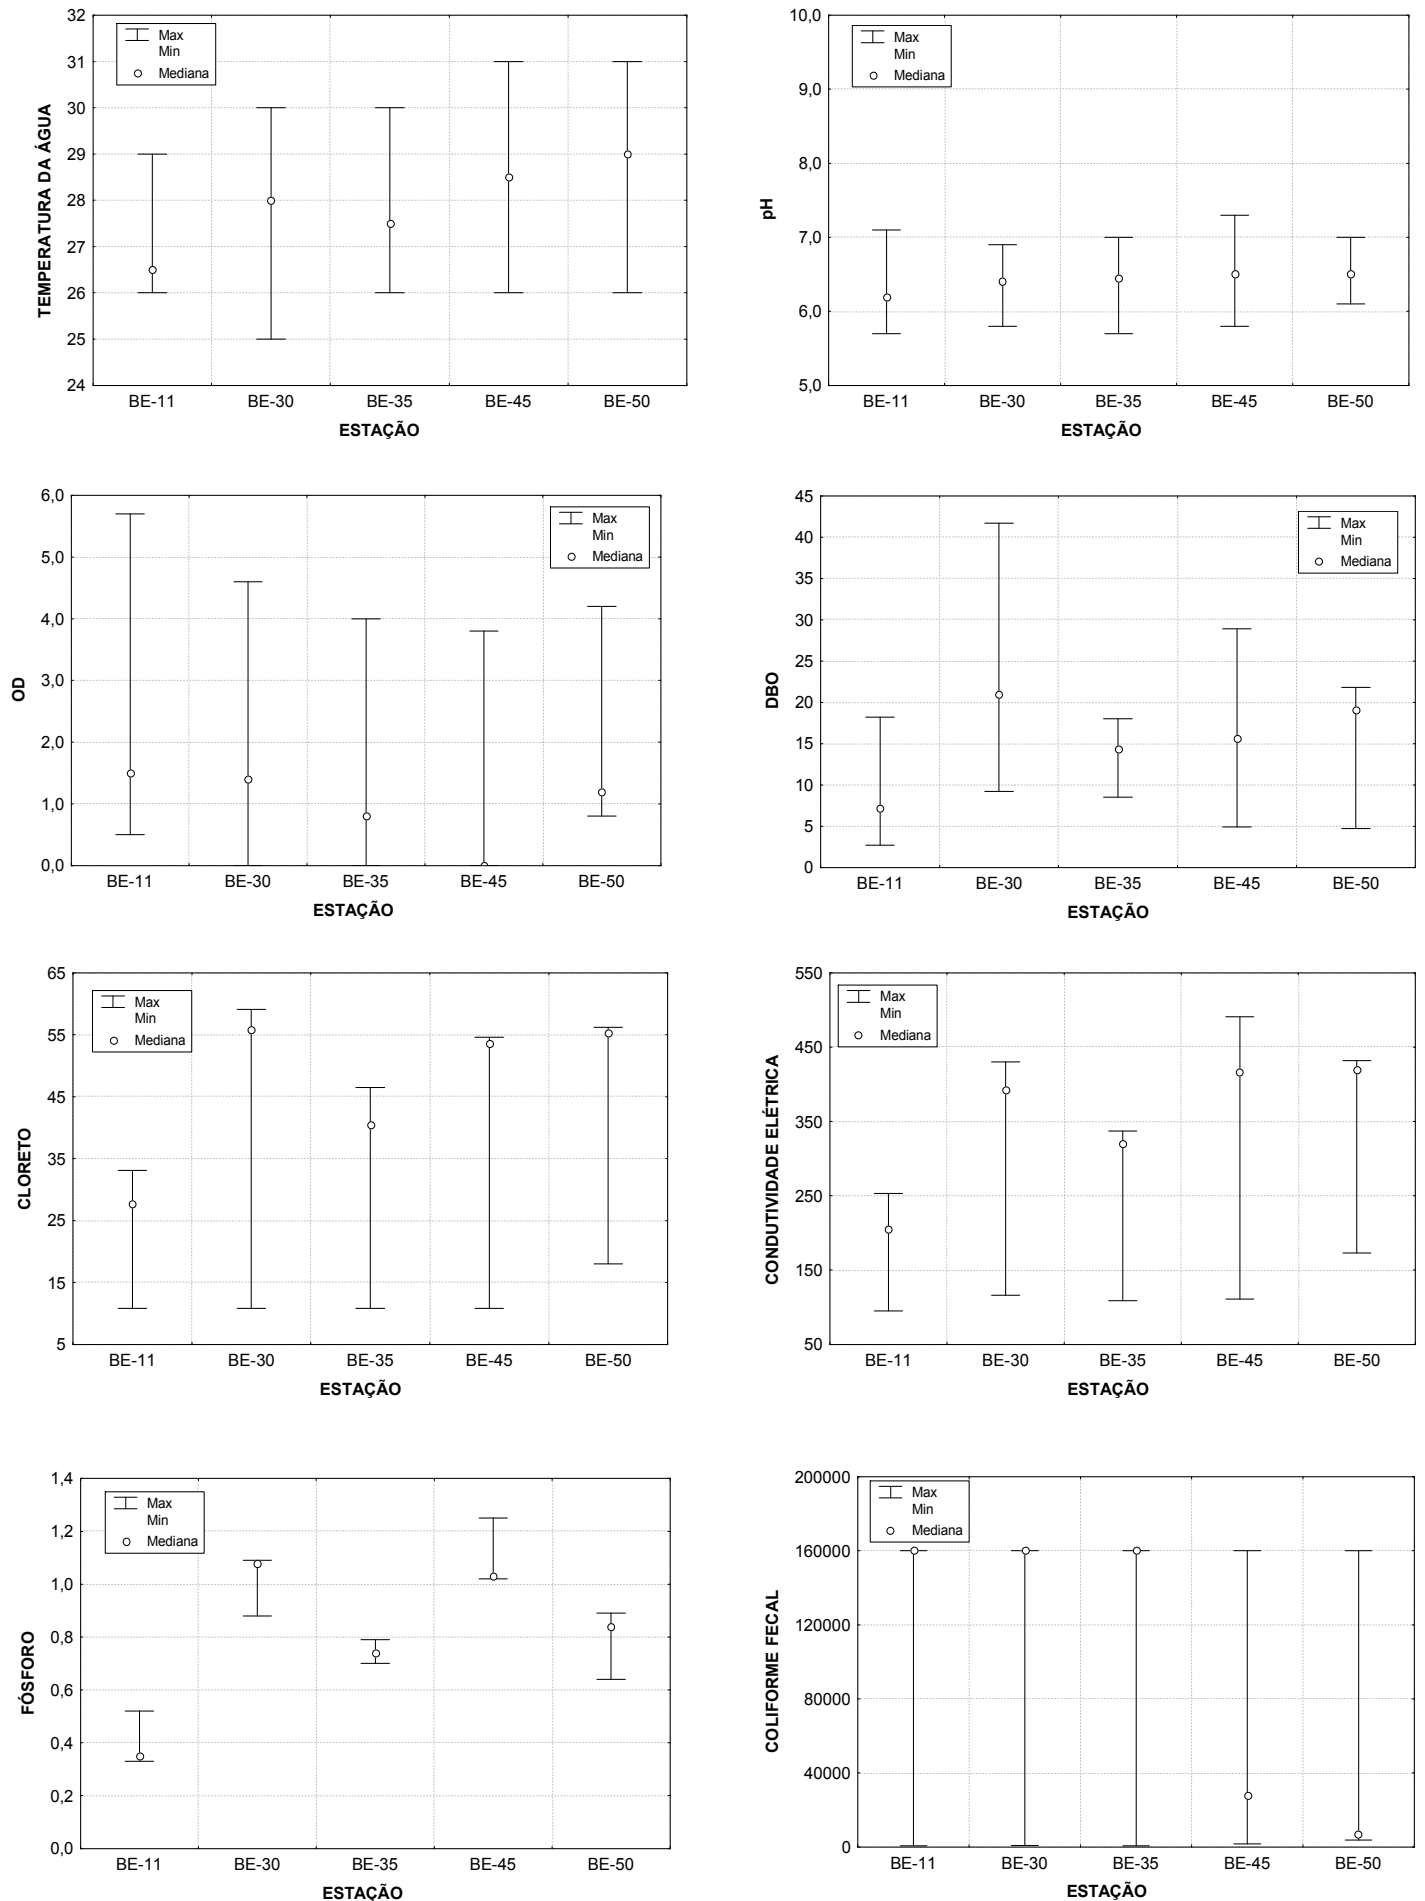 32
31
30
29
28
27
26
25
24
TEMPERATURA DA ÁGUA
Max
Min
Mediana
BE-11 BE-30 BE-35 BE-45 BE-50
ESTAÇÃO
10,0
9,0
8,0
7,0
6,0
5,0
pH
Max
Min
Mediana
BE-11 BE-30 BE-35 BE-45 BE-50
ESTAÇÃO
6,0
5,0
4,0
3,0
2,0
1,0
0,0
OD
Max
Min
Mediana
BE-11 BE-30 BE-35 BE-45 BE-50
ESTAÇÃO
45
40
35
30
25
20
15
10
5
0
DBO
Max
Min
Mediana
BE-11 BE-30 BE-35 BE-45 BE-50
ESTAÇÃO
65
55
45
35
25
15
5
CLORETO
Max
Min
Mediana
BE-11 BE-30 BE-35 BE-45 BE-50
ESTAÇÃO
550
450
350
250
150
50
CONDUTIVIDADE ELÉTRICA
Max
Min
Mediana
BE-11 BE-30 BE-35 BE-45 BE-50
ESTAÇÃO
1,4
1,2
1,0
0,8
0,6
0,4
0,2
0,0
FÓSFORO
Max
Min
Mediana
BE-11 BE-30 BE-35 BE-45 BE-50
ESTAÇÃO
200000
160000
120000
80000
40000
0
COLIFORME FECAL
Max
Min
Mediana
BE-11 BE-30 BE-35 BE-45 BE-50
ESTAÇÃO